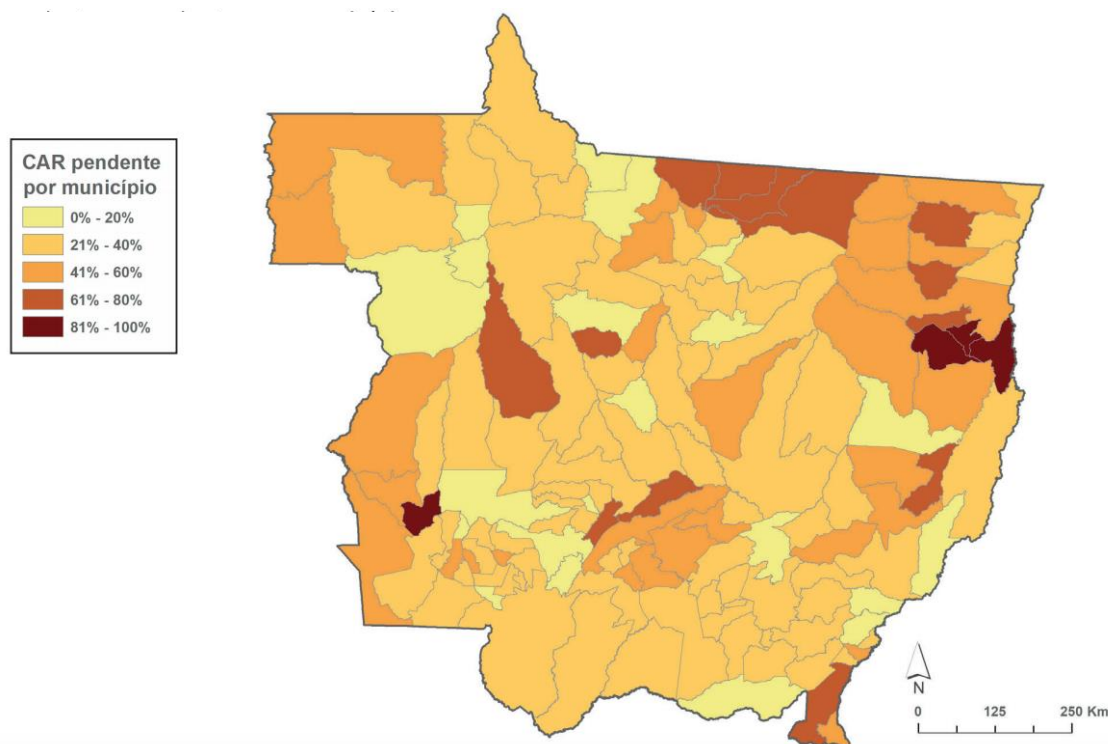 CAR pendente
por município
0% - 20%
21% - 40%
41% - 60%
61% - 80%
81% - 100%
N
0 125 250 Km